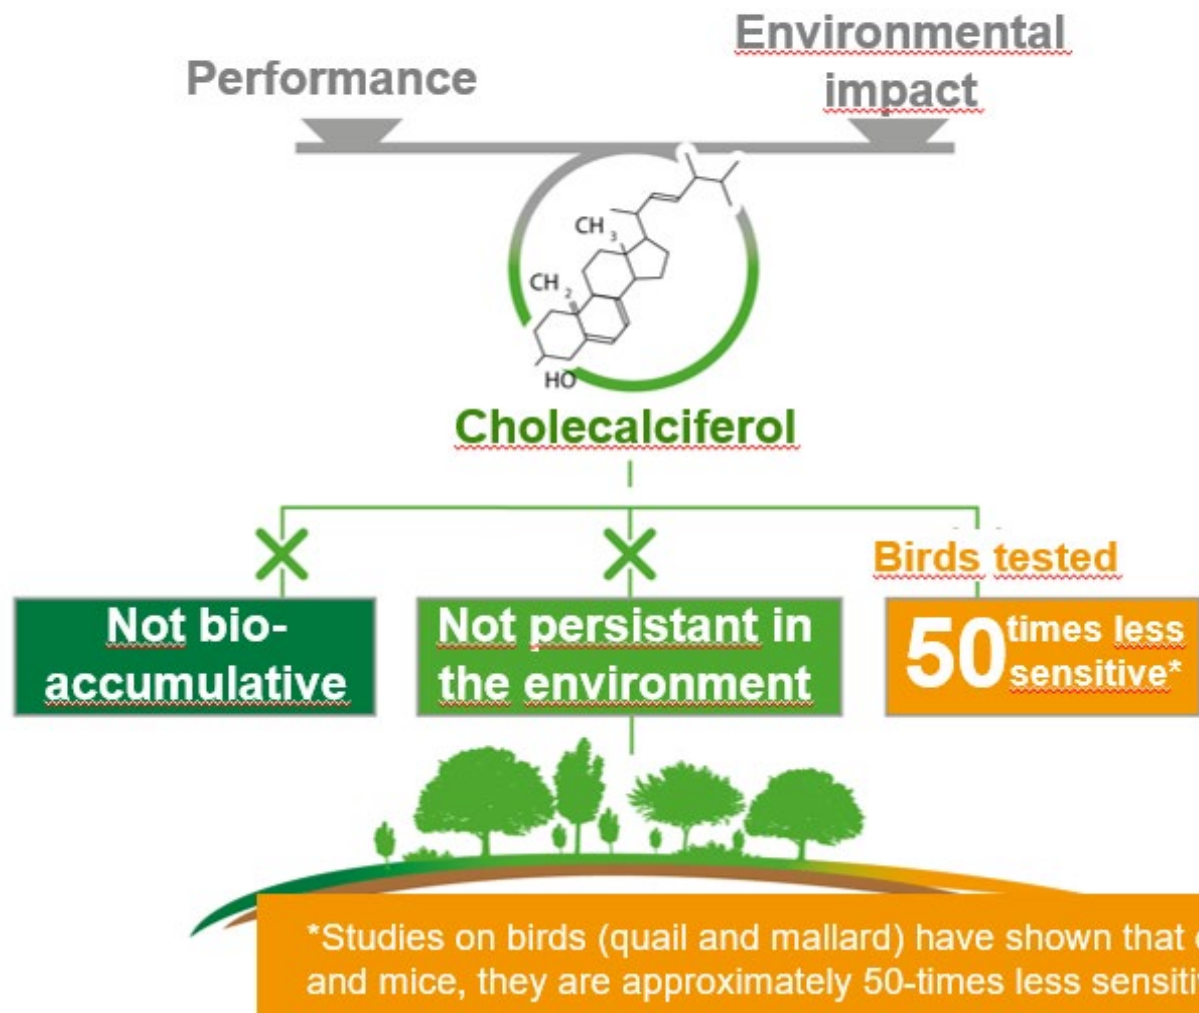 Performance
Environmental
impact
CH3
CH2
HO
Cholecalciferol
Birds tested
Not bio-
accumulative
Not persistant in
the environment
50 times less
sensitive*
*Studies on birds (quail and mallard) have shown that
and mice, they are approximately 50-times less